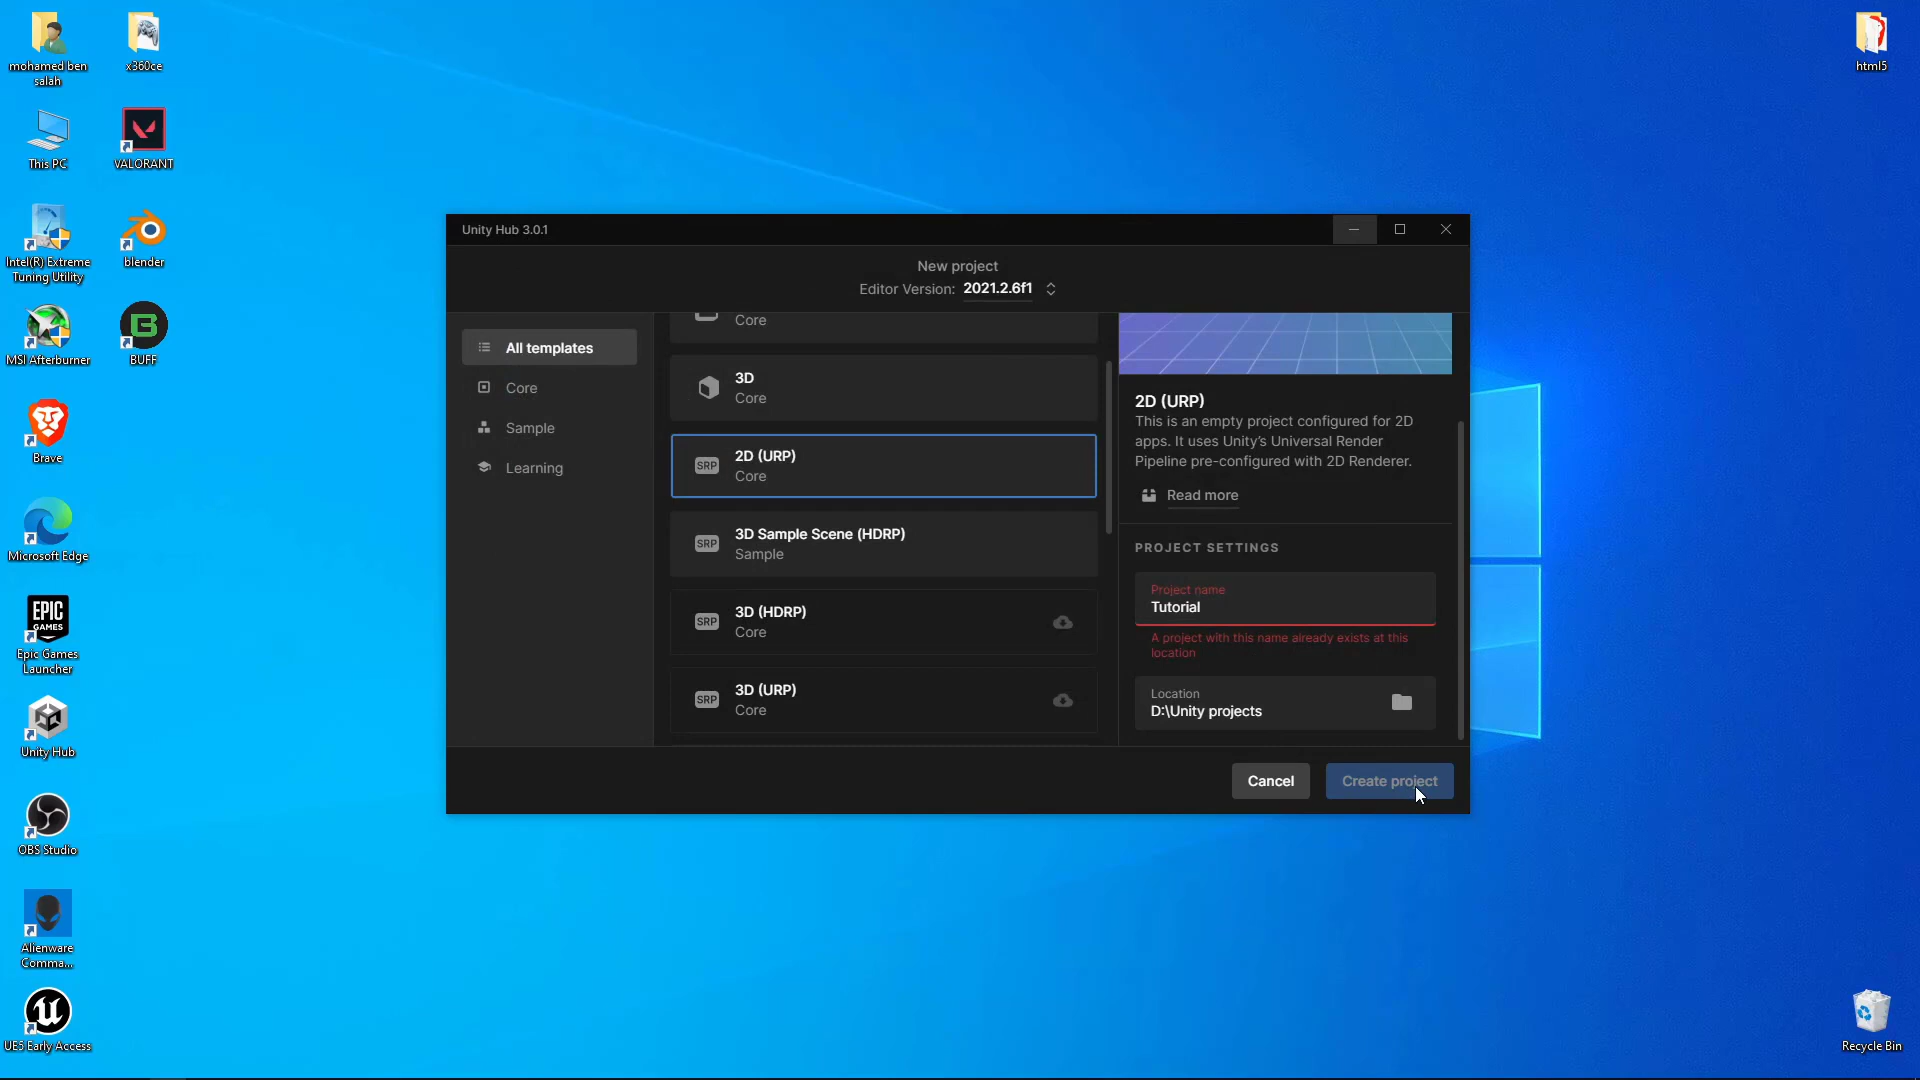 mohamed ben
salah
x360ce
This PC
VALORANT
Intel(R) Extreme
Tuning Utility
blender
MSI Afterburner
BUFF
Brave
Microsoft Edge
EPIC
GAMES
Epic Games
Launcher
Unity Hub
OBS Studio
Alienware
Comma...
UE5 Early Access
html5
Recycle Bin
Unity Hub 3.0.1
New project
Editor Version: 2021.2.6f1
All templates
Core
Sample
Learning
Core
3D
Core
SRP
2D (URP)
Core
SRP
3D Sample Scene (HDRP)
Sample
SRP
3D (HDRP)
Core
SRP
3D (URP)
Core
2D (URP)
This is an empty project configured for 2D
apps. It uses Unity's Universal Render
Pipeline pre-configured with 2D Renderer.
Read more
PROJECT SETTINGS
Project name
Tutorial
A project with this name already exists at this
location
Location
D:\Unity projects
Cancel
Create project